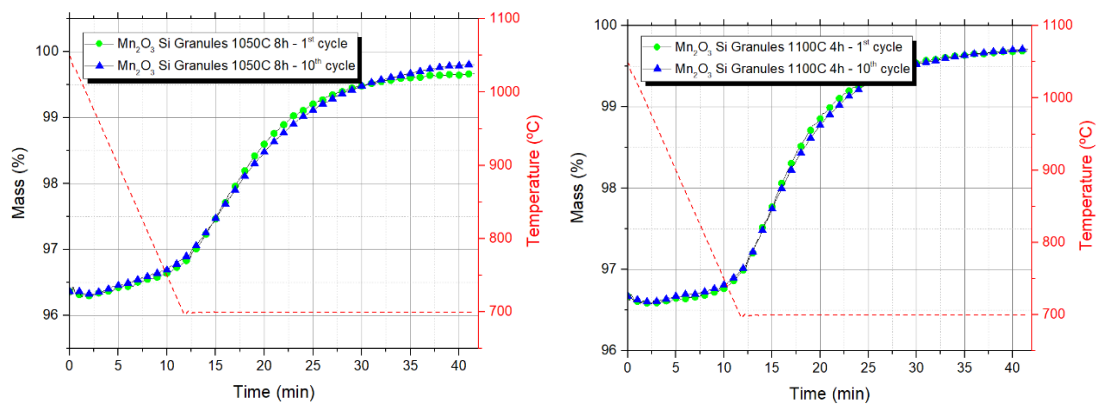 Mn₂O₃ Si Granules 1050C 8h - 1ˢᵗ cycle
Mn₂O₃ Si Granules 1050C 8h - 10ᵗʰ cycle
Mass (%)
100
99
98
97
96
0 5 10 15 20 25 30 35 40
Time (min)
1100
1000
900
800
700
Temperature (ºC)
Mn₂O₃ Si Granules 1100C 4h - 1ˢᵗ cycle
Mn₂O₃ Si Granules 1100C 4h - 10ᵗʰ cycle
Mass (%)
100
99
98
97
96
0 5 10 15 20 25 30 35 40
Time (min)
1100
1000
900
800
700
Temperature (ºC)